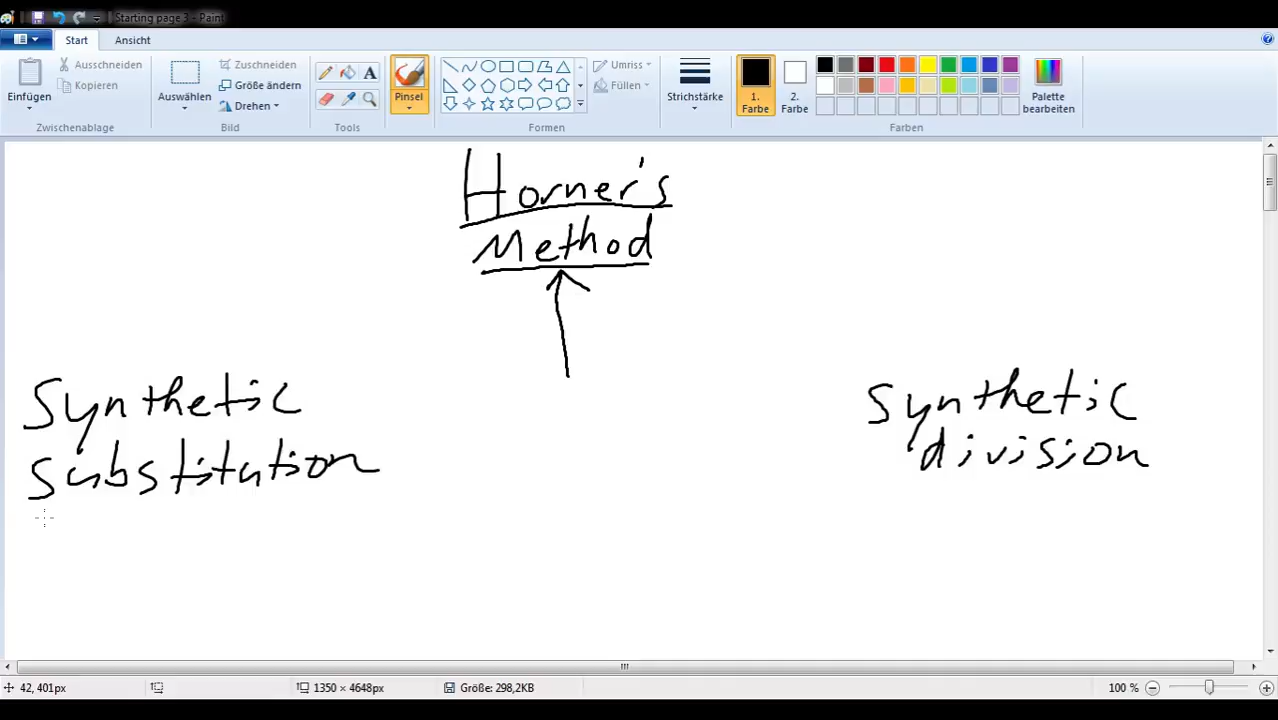 Starting page 3 - Paint
Start
Ansicht
Einfügen
Ausschneiden
Kopieren
Zwischenablage
Auswählen
Zuschneiden
Größe ändern
Drehen
Bild
A
Tools
Pinsel
Umriss
Füllen
Formen
Strichstärke
1.
Farbe
2.
Farbe
Palette
bearbeiten
Farben
Horner's
Method
Synthetic
substitution
Synthetic
division
42, 401px
1350 × 4648px
Größe: 298,2KB
100 %